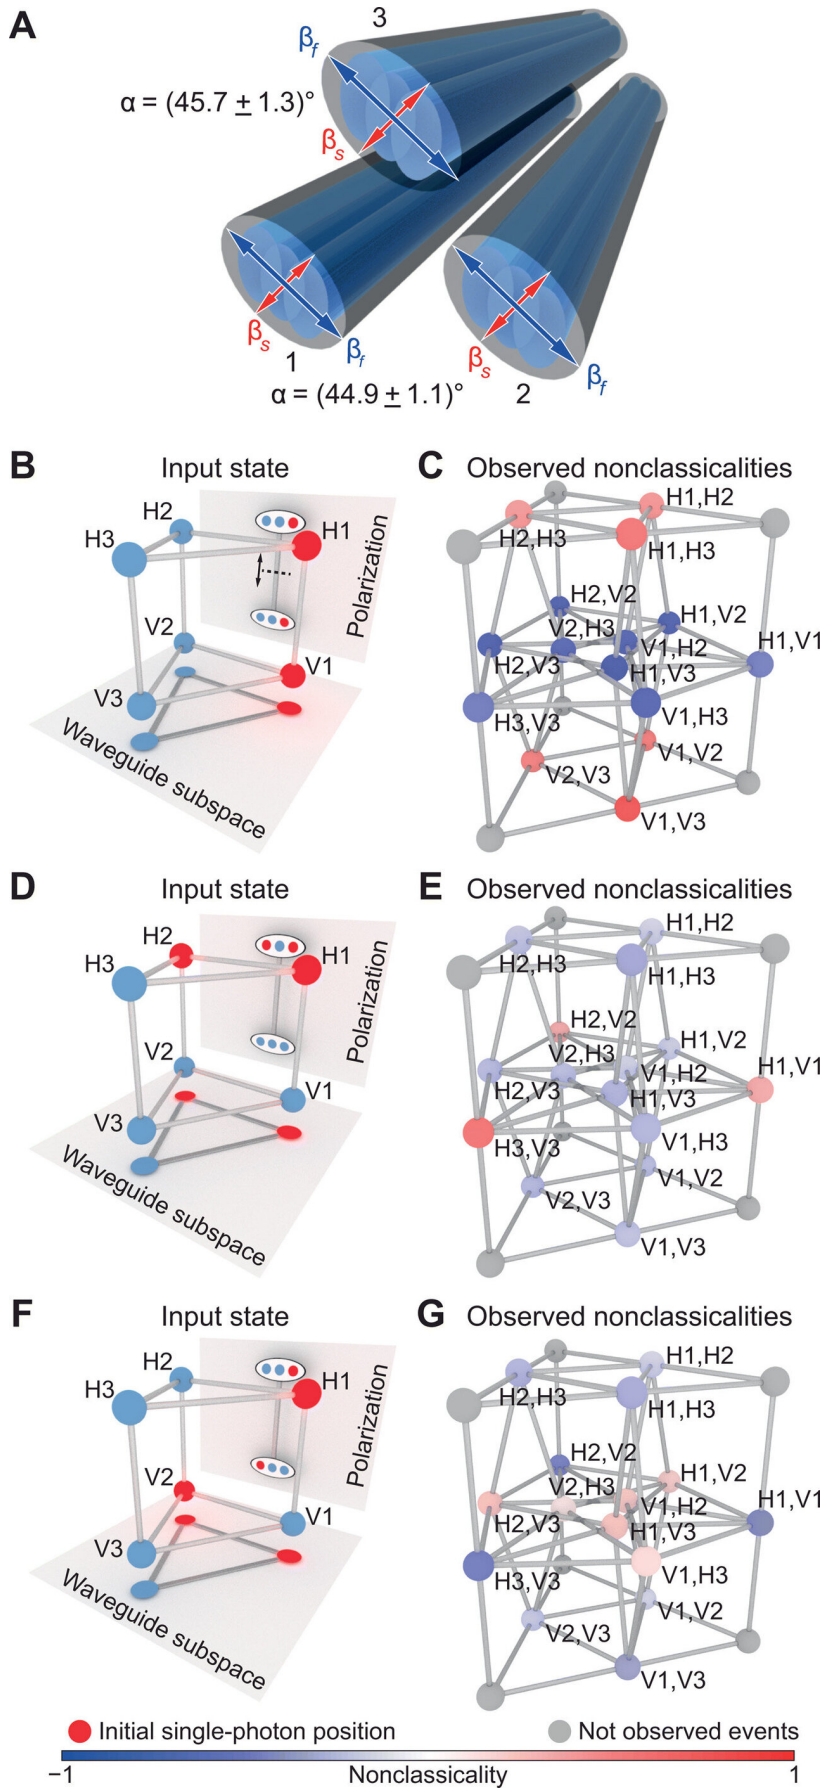 A
3
βf
α = (45.7 ± 1.3)°
βs
βs
1
βf
βs
2
βf
α = (44.9 ± 1.1)°
B
Input state
H2
H3
H1
V2
V3
V1
Polarization
Waveguide subspace
C
Observed nonclassicalities
H1,H2
H2,H3
H1,H3
H2,V2
V2,H3
H1,V2
V1,H2
H1,V1
H2,V3
H1,V3
H3,V3
V1,H3
V1,V2
V2,V3
V1,V3
D
Input state
H2
H3
H1
V2
V3
V1
Polarization
Waveguide subspace
E
Observed nonclassicalities
H1,H2
H2,H3
H1,H3
H2,V2
V2,H3
H1,V2
V1,H2
H1,V1
H2,V3
H1,V3
H3,V3
V1,H3
V1,V2
V2,V3
V1,V3
F
Input state
H2
H3
H1
V2
V3
V1
Polarization
Waveguide subspace
G
Observed nonclassicalities
H1,H2
H2,H3
H1,H3
H2,V2
V2,H3
H1,V2
V1,H2
H1,V1
H2,V3
H1,V3
H3,V3
V1,H3
V1,V2
V2,V3
V1,V3
Initial single-photon position
Not observed events
−1
Nonclassicality
1